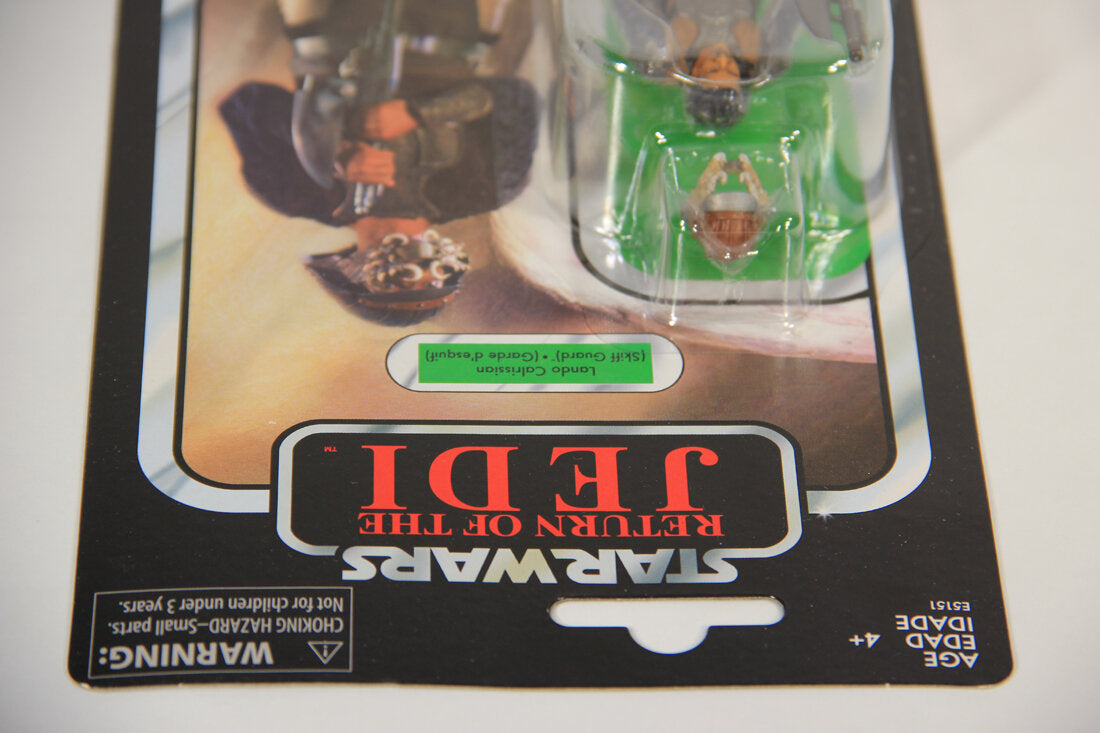 AGE
EDAD
IDADE
4+
E5151
WARNING:
CHOKING HAZARD—Small parts.
Not for children under 3 years.
STAR WARS
RETURN OF THE
JEDI
™
Lando Calrissian
(Skiff Guard)™ • (Garde d'esquif)